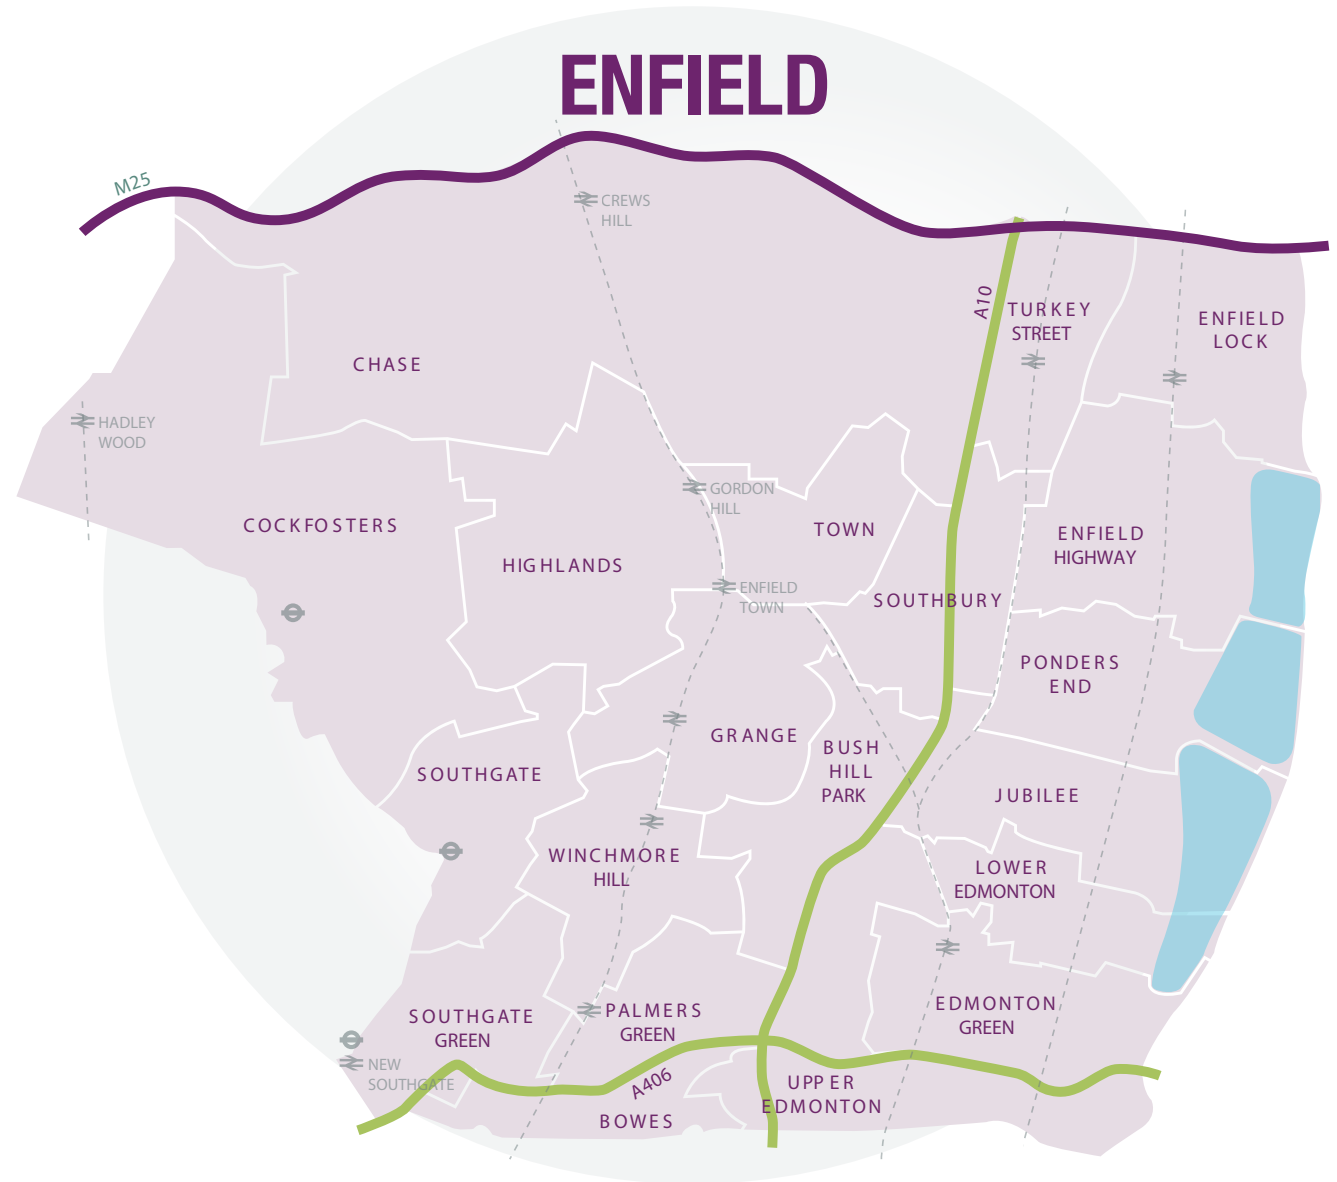 ENFIELD
M25
CREWS
HILL
A10
TURKEY
STREET
ENFIELD
LOCK
CHASE
HADLEY
WOOD
COCKFOSTERS
GORDON
HILL
TOWN
ENFIELD
HIGHWAY
HIGHLANDS
ENFIELD
TOWN
SOUTHBURY
PONDERS
END
GRANGE
BUSH
HILL
PARK
SOUTHGATE
JUBILEE
WINCHMORE
HILL
LOWER
EDMONTON
SOUTHGATE
GREEN
PALMERS
GREEN
EDMONTON
GREEN
NEW
SOUTHGATE
A406
UPPER
EDMONTON
BOWES